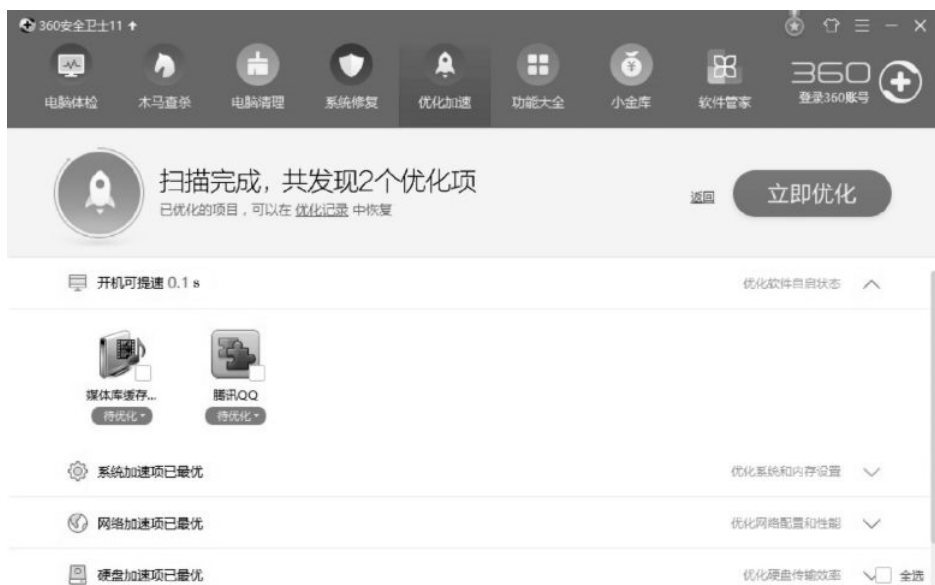 360安全卫士11
电脑体检 木马查杀 电脑清理 系统修复 优化加速 功能大全 小金库 软件管家 360 登录360账号
扫描完成，共发现2个优化项
已优化的项目，可以在 优化记录 中恢复
返回 立即优化
开机可提速 0.1 s 优化软件自启状态
媒体库缓存... 腾讯QQ
待优化 待优化
系统加速项已最优 优化系统和内存设置
网络加速项已最优 优化网络配置和性能
硬盘加速项已最优 优化硬盘传输效率 全选